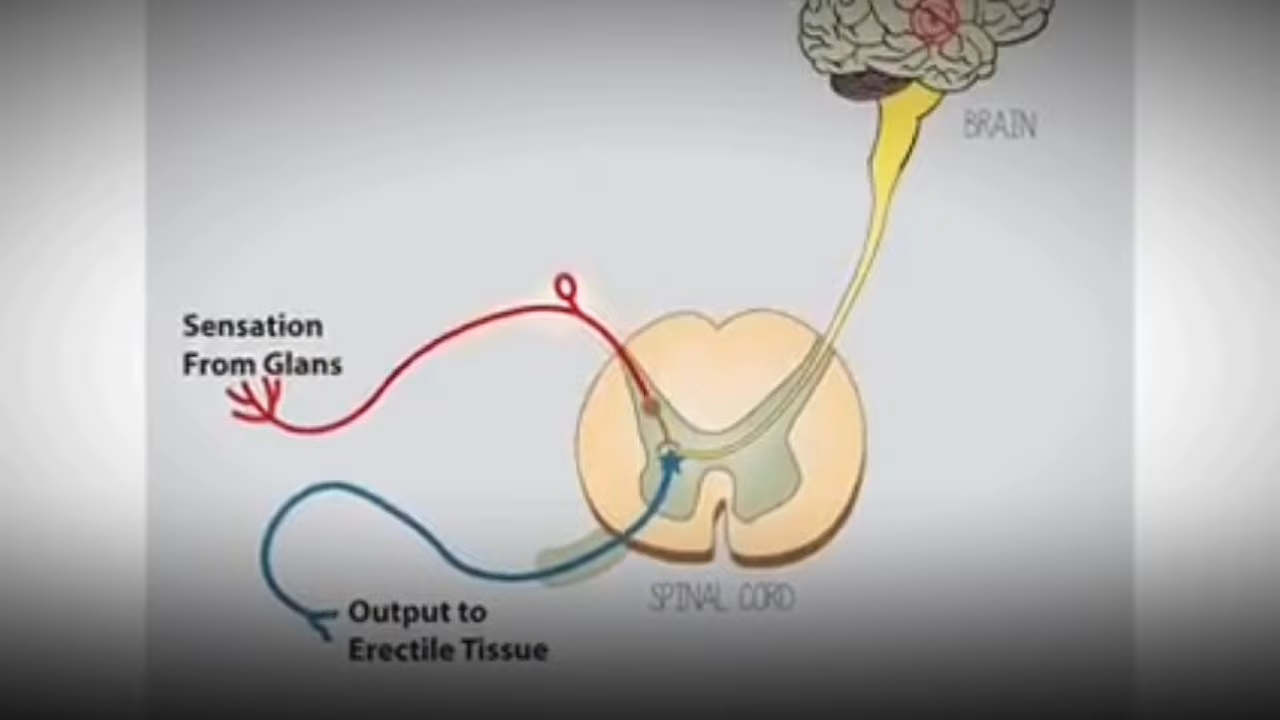 BRAIN
Sensation
From Glans
SPINAL CORD
Output to
Erectile Tissue